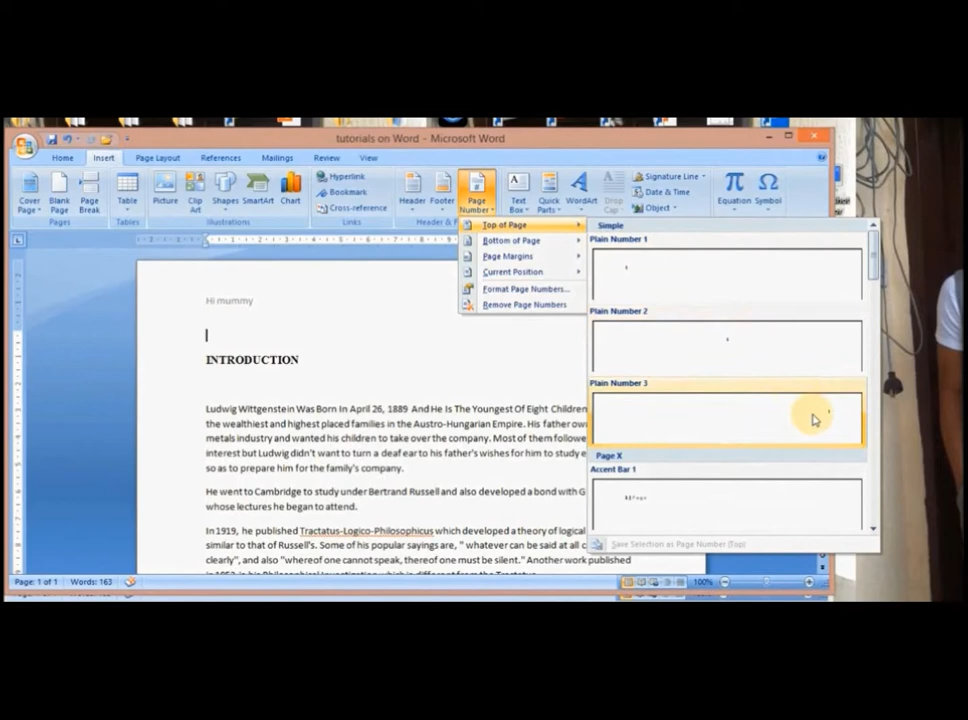 tutorials on Word - Microsoft Word
Home Insert Page Layout References Mailings Review View
Cover Page Blank Page Page Break
Table
Picture Clip Art Shapes SmartArt Chart
Hyperlink
Bookmark
Cross-reference
Header Footer Page Number
Text Box Quick Parts WordArt Drop Cap
Signature Line
Date & Time
Object
Equation Symbol
Pages Tables Illustrations Links Header & F
Top of Page
Bottom of Page
Page Margins
Current Position
Format Page Numbers...
Remove Page Numbers
Simple
Plain Number 1
Plain Number 2
Plain Number 3
Page X
Accent Bar 1
Save Selection as Page Number (Top)
Hi mummy
INTRODUCTION
Ludwig Wittgenstein Was Born In April 26, 1889 And He Is The Youngest Of Eight Children
the wealthiest and highest placed families in the Austro-Hungarian Empire. His father own
metals industry and wanted his children to take over the company. Most of them followe
interest but Ludwig didn't want to turn a deaf ear to his father's wishes for him to study e
so as to prepare him for the family's company.
He went to Cambridge to study under Bertrand Russell and also developed a bond with G
whose lectures he began to attend.
In 1919, he published Tractatus-Logico-Philosophicus which developed a theory of logical
similar to that of Russell's. Some of his popular sayings are, " whatever can be said at all c
clearly", and also "whereof one cannot speak, thereof one must be silent." Another work published
Page: 1 of 1 Words: 163 100%